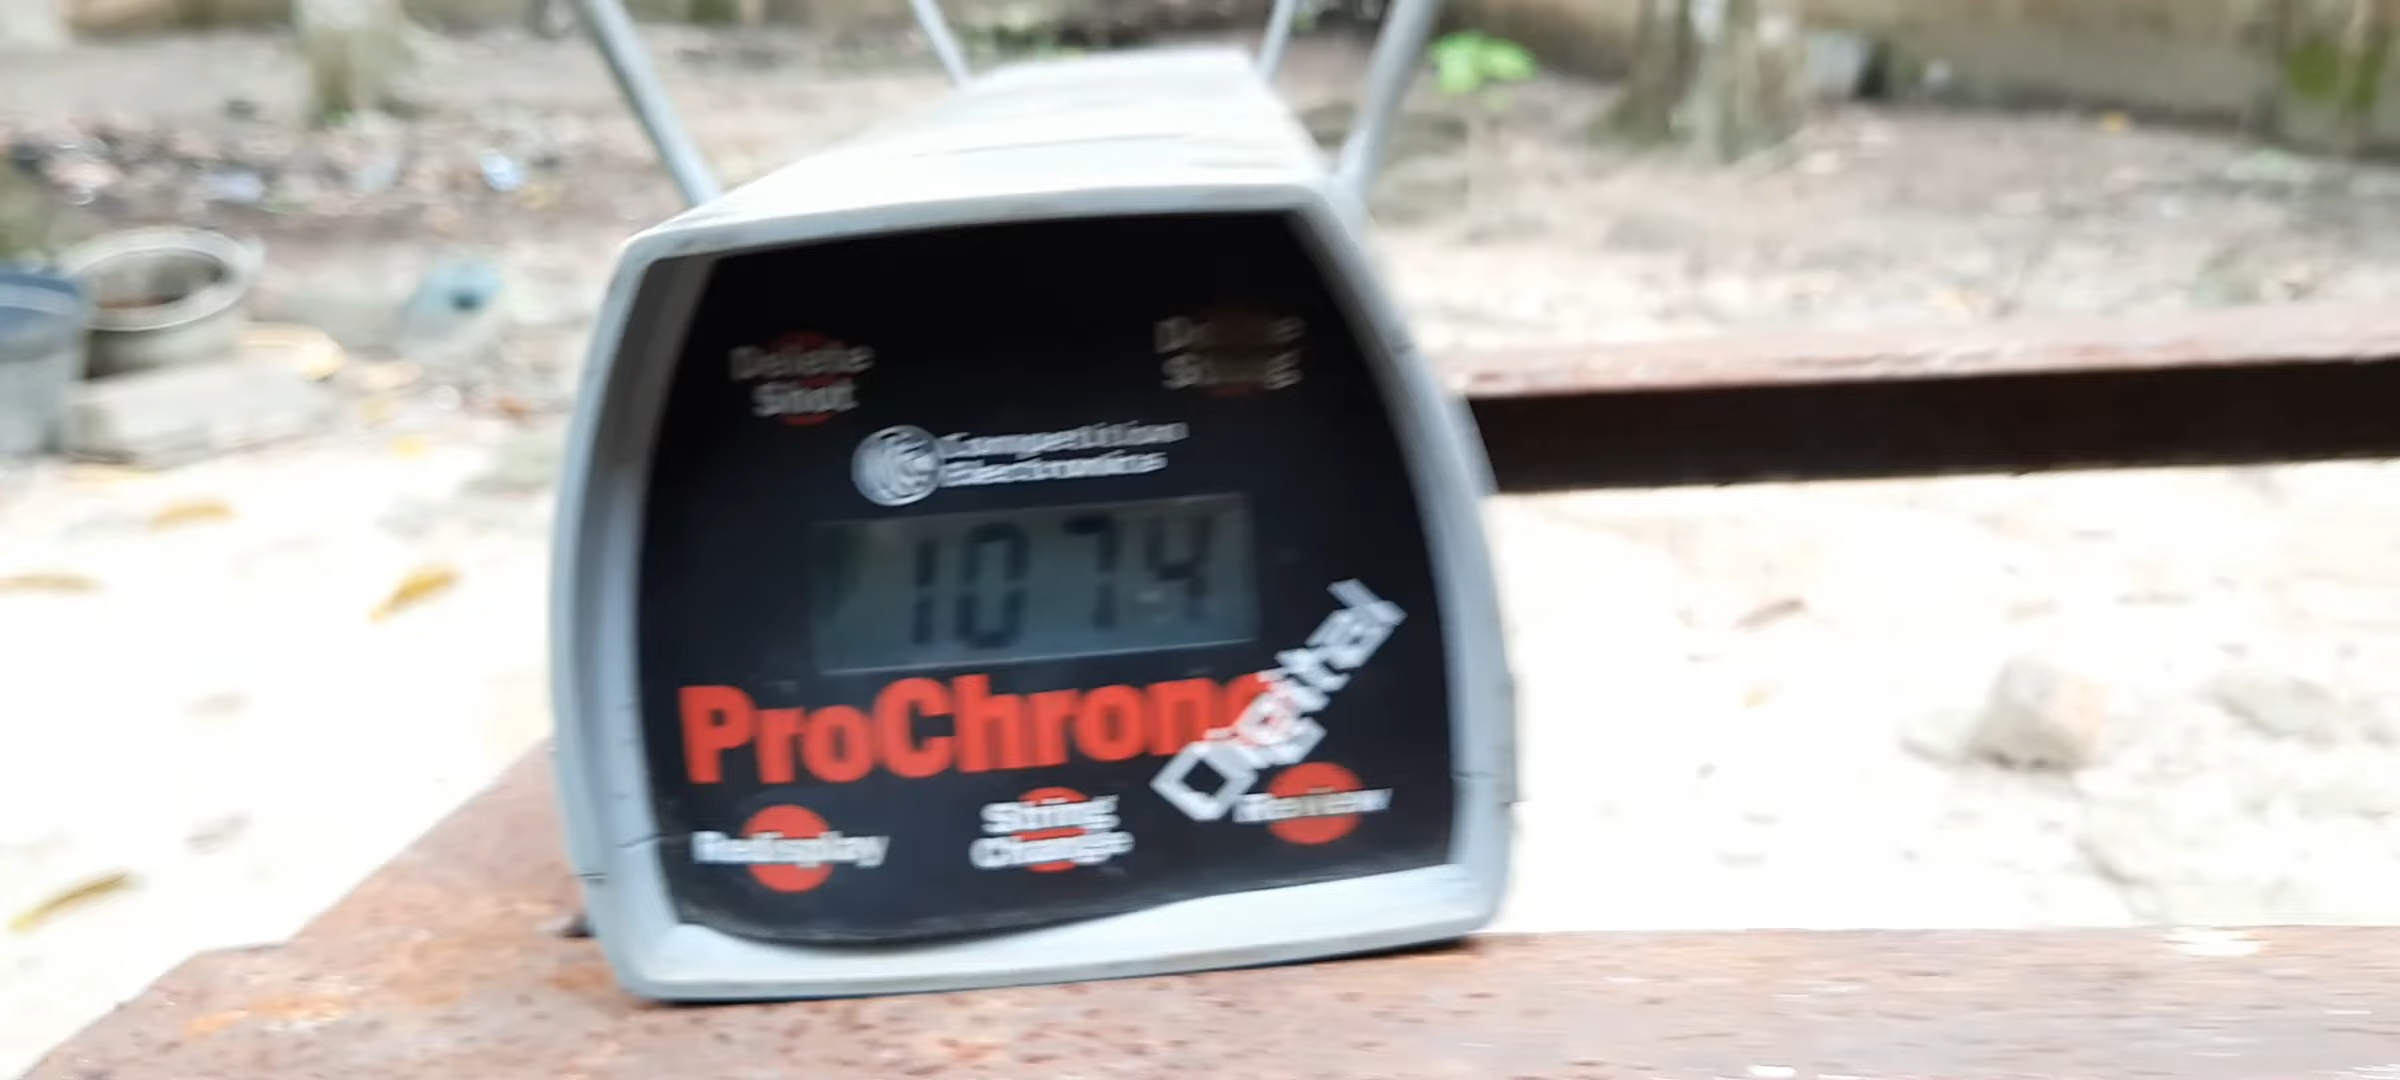 Delete
Shot
Delete
String
Competition
Electronics
1074
ProChrono
Digital
Redisplay
String
Change
Review